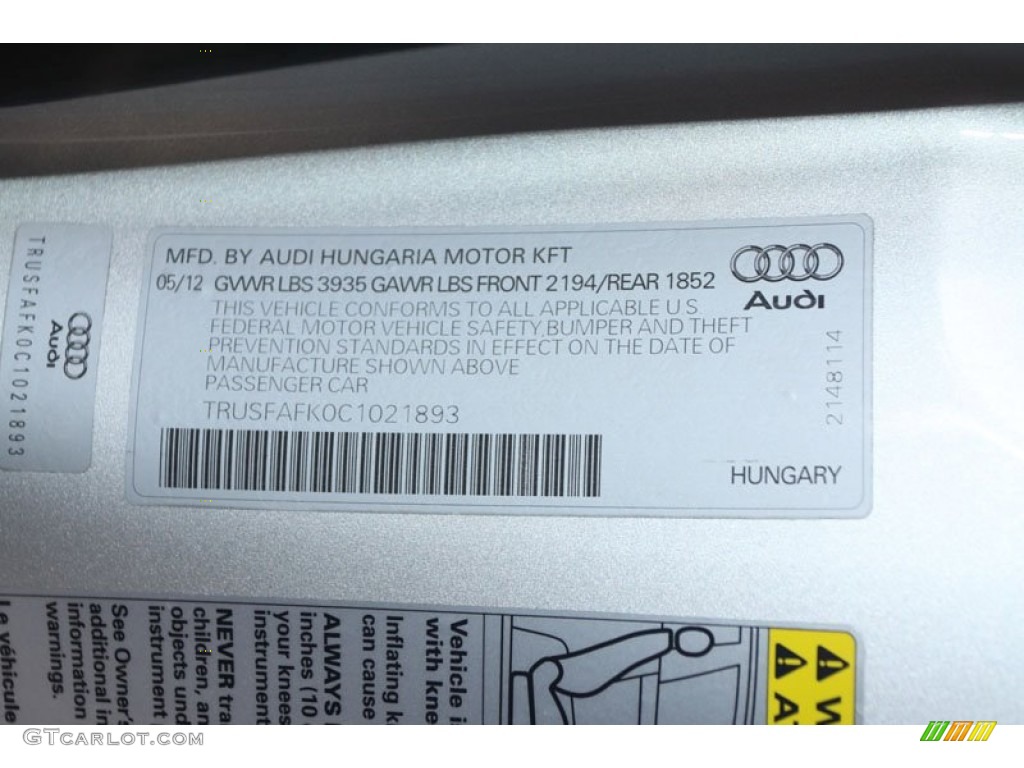 MFD. BY AUDI HUNGARIA MOTOR KFT
05/12 GVWR LBS 3935 GAWR LBS FRONT 2194/REAR 1852
THIS VEHICLE CONFORMS TO ALL APPLICABLE U S
FEDERAL MOTOR VEHICLE SAFETY, BUMPER AND THEFT
PREVENTION STANDARDS IN EFFECT ON THE DATE OF
MANUFACTURE SHOWN ABOVE
PASSENGER CAR
TRUSFAFK0C1021893
Audi
2148114
HUNGARY
TRUSFAFK0C1021893
Audi
Vehicle i
with kne
Inflating k
can cause
ALWAYS
inches (10
your knees
instrument
NEVER tra
children, an
objects und
instrument
See Owner's
additional in
information
warnings.
Le véhicule
GTCarLot.com